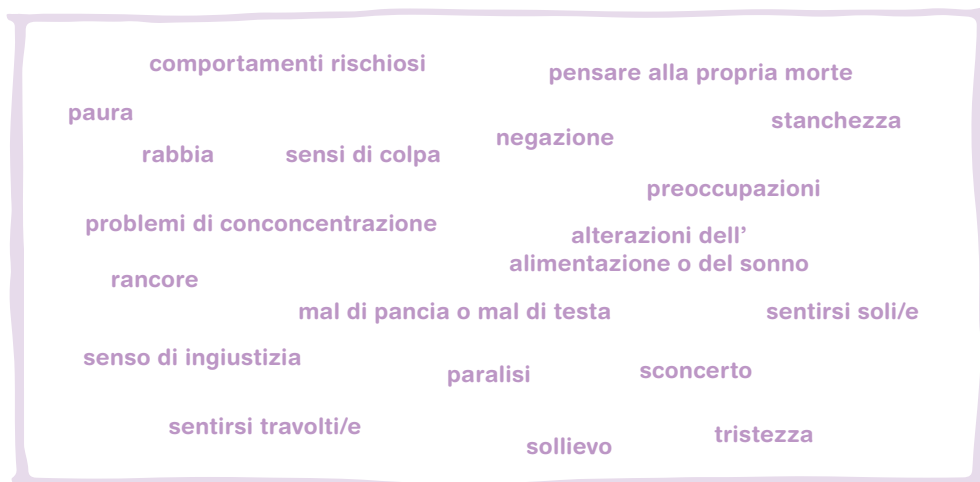 comportamenti rischiosi
pensare alla propria morte
paura
stanchezza
negazione
rabbia
sensi di colpa
preoccupazioni
problemi di conconcentrazione
alterazioni dell’
alimentazione o del sonno
rancore
mal di pancia o mal di testa
sentirsi soli/e
senso di ingiustizia
paralisi
sconcerto
sentirsi travolti/e
sollievo
tristezza